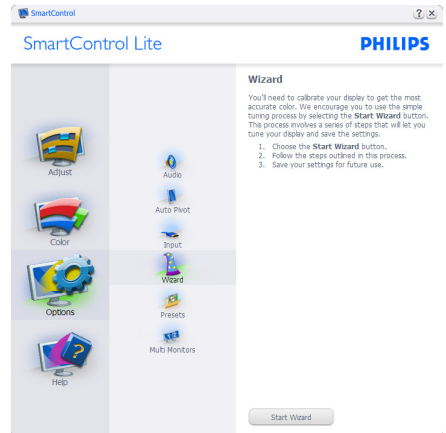 SmartControl
? ×
SmartControl Lite
PHILIPS
Adjust
Color
Options
Help
Audio
Auto Pivot
Input
Wizard
Presets
Multi Monitors
Wizard
You'll need to calibrate your display to get the most
accurate color. We encourage you to use the simple
tuning process by selecting the Start Wizard button.
This process involves a series of steps that will let you
tune your display and save the settings.
1. Choose the Start Wizard button.
2. Follow the steps outlined in this process.
3. Save your settings for future use.
Start Wizard